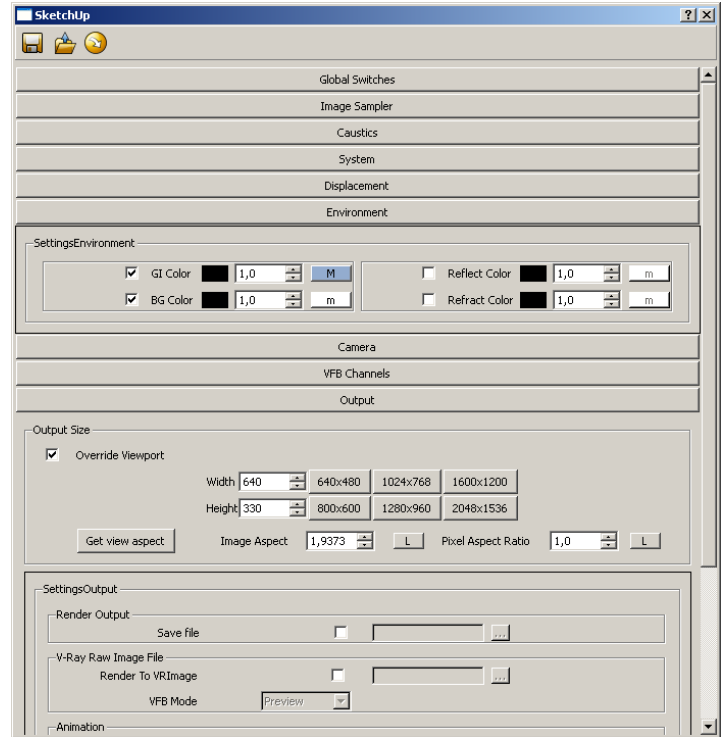 SketchUp
Global Switches
Image Sampler
Caustics
System
Displacement
Environment
SettingsEnvironment
GI Color 1,0 M Reflect Color 1,0 m
BG Color 1,0 m Refract Color 1,0 m
Camera
VFB Channels
Output
Output Size
Override Viewport
Width 640 640x480 1024x768 1600x1200
Height 330 800x600 1280x960 2048x1536
Get view aspect Image Aspect 1,9373 L Pixel Aspect Ratio 1,0 L
SettingsOutput
Render Output
Save file ...
V-Ray Raw Image File
Render To VRImage ...
VFB Mode Preview
Animation